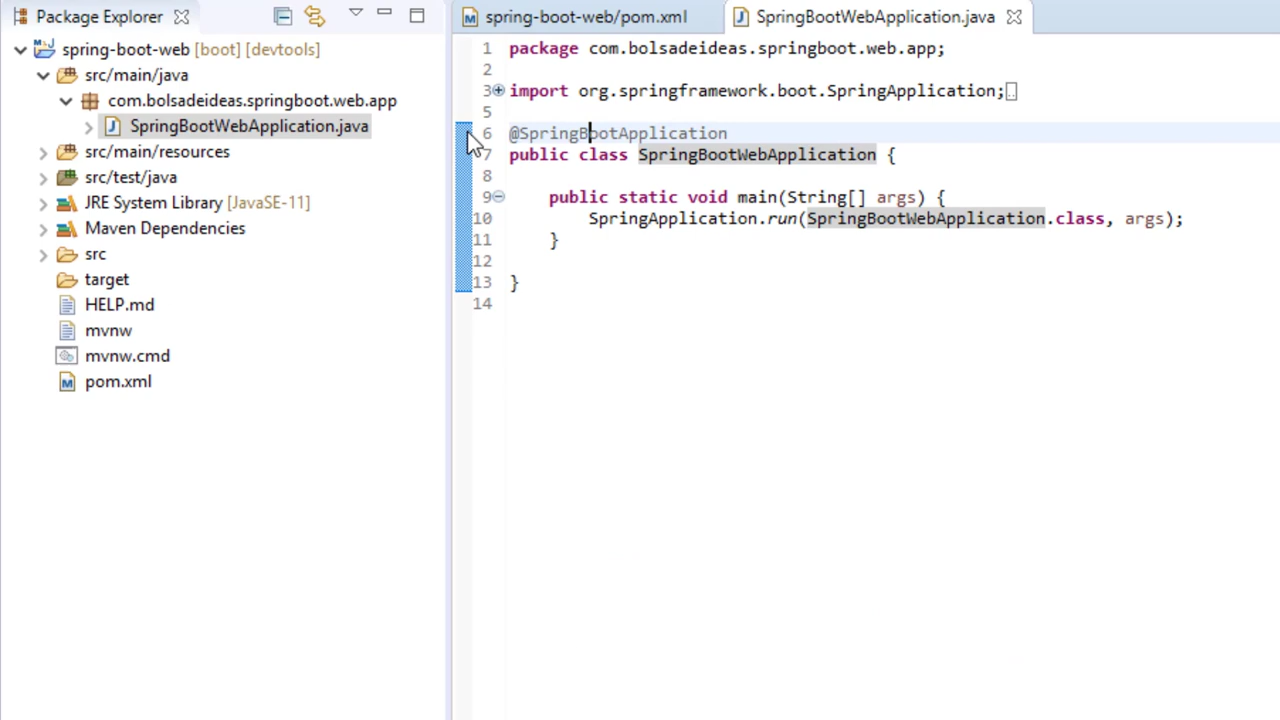 Package Explorer
spring-boot-web [boot] [devtools]
src/main/java
com.bolsadeideas.springboot.web.app
SpringBootWebApplication.java
src/main/resources
src/test/java
JRE System Library [JavaSE-11]
Maven Dependencies
src
target
HELP.md
mvnw
mvnw.cmd
pom.xml
spring-boot-web/pom.xml
SpringBootWebApplication.java
1 package com.bolsadeideas.springboot.web.app;
2
3 import org.springframework.boot.SpringApplication;
5
6 @SpringBootApplication
7 public class SpringBootWebApplication {
8
9 public static void main(String[] args) {
10 SpringApplication.run(SpringBootWebApplication.class, args);
11 }
12
13 }
14